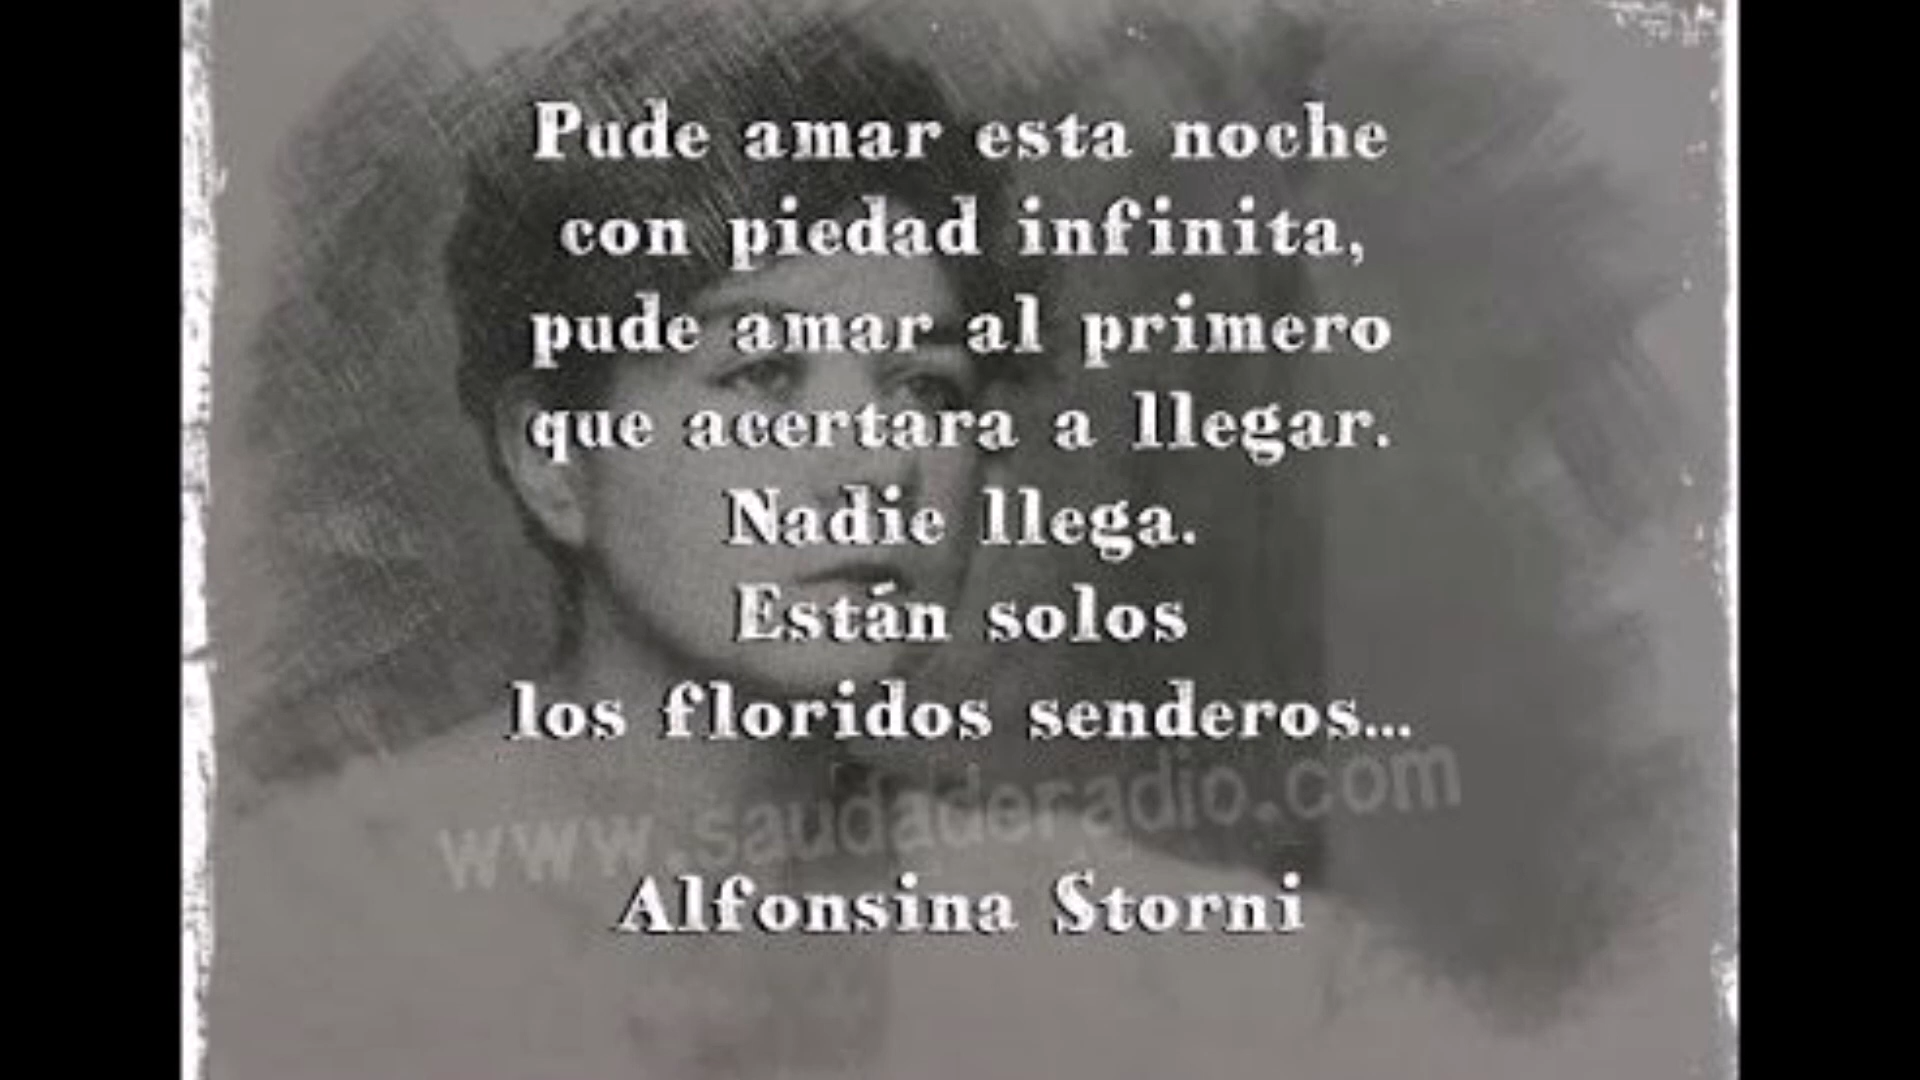 Pude amar esta noche
con piedad infinita,
pude amar al primero
que acertara a llegar.
Nadie llega.
Están solos
los floridos senderos...
www.saudaderadio.com
Alfonsina Storni